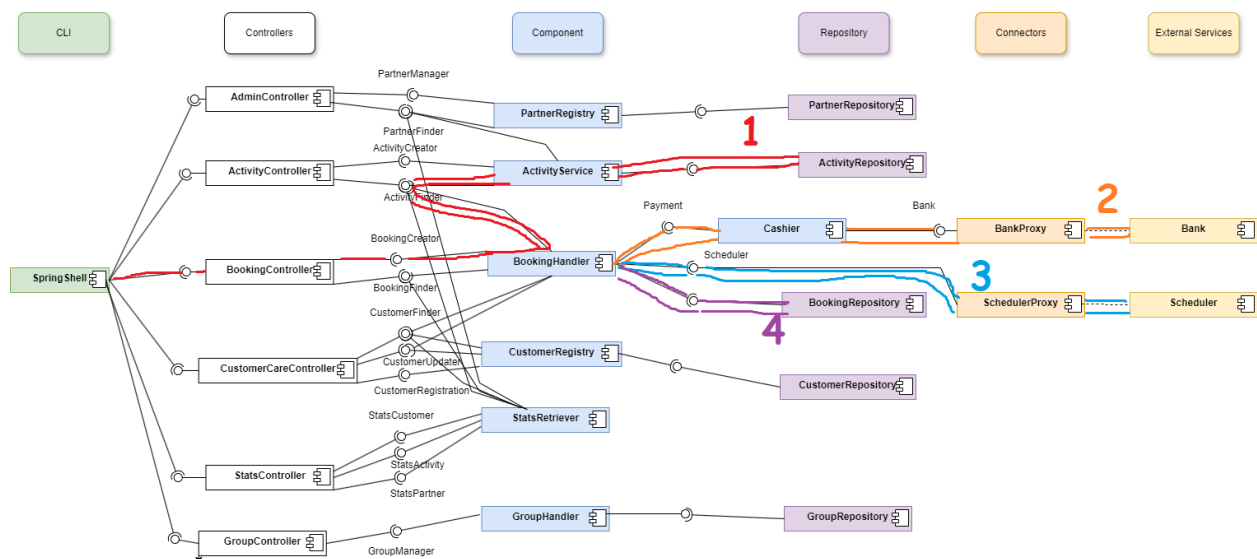 CLI
Controllers
Component
Repository
Connectors
External Services
PartnerManager
AdminController
PartnerRegistry
PartnerRepository
PartnerFinder
1
ActivityCreator
ActivityController
ActivityService
ActivityRepository
ActivityFinder
Payment
Bank
2
Cashier
BankProxy
Bank
BookingCreator
SpringShell
BookingController
BookingHandler
Scheduler
BookingFinder
3
BookingRepository
SchedulerProxy
Scheduler
4
CustomerFinder
CustomerCareController
CustomerRegistry
CustomerUpdater
CustomerRepository
CustomerRegistration
StatsCustomer
StatsRetriever
StatsController
StatsActivity
StatsPartner
GroupController
GroupHandler
GroupRepository
GroupManager